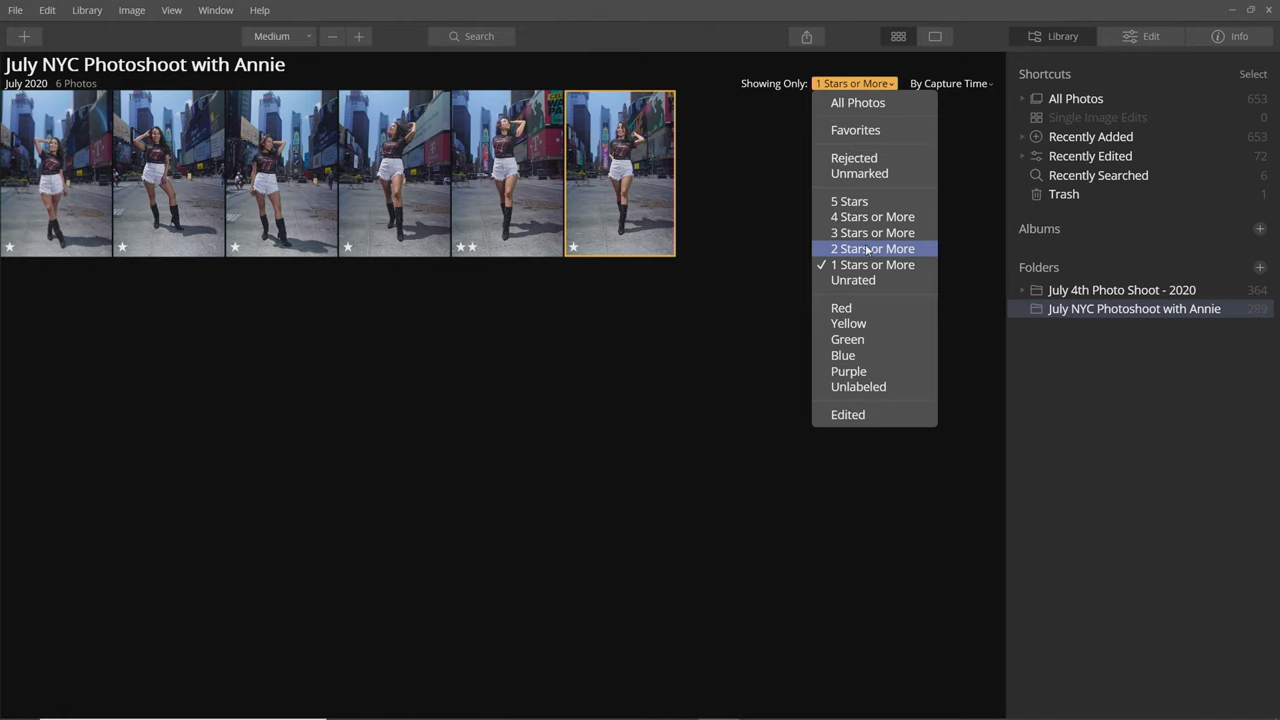 File Edit Library Image View Window Help
Medium Search Library Edit Info
July NYC Photoshoot with Annie
July 2020 6 Photos Showing Only: 1 Stars or More By Capture Time
All Photos
Favorites
Rejected
Unmarked
5 Stars
4 Stars or More
3 Stars or More
2 Stars or More
1 Stars or More
Unrated
Red
Yellow
Green
Blue
Purple
Unlabeled
Edited
Shortcuts Select
All Photos 653
Single Image Edits 0
Recently Added 653
Recently Edited 72
Recently Searched 6
Trash 1
Albums
Folders
July 4th Photo Shoot - 2020 364
July NYC Photoshoot with Annie 289